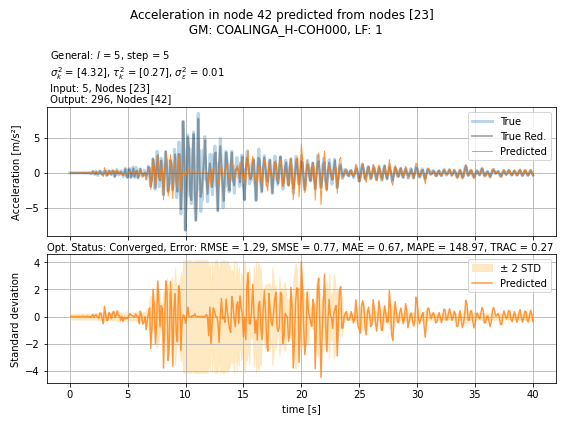 Acceleration in node 42 predicted from nodes [23]
GM: COALINGA_H-COH000, LF: 1
General: l = 5, step = 5
σ²ₖ = [4.32], τ²ₖ = [0.27], σ²ₑ = 0.01
Input: 5, Nodes [23]
Output: 296, Nodes [42]
Acceleration [m/s²]
5
0
−5
True
True Red.
Predicted
Opt. Status: Converged, Error: RMSE = 1.29, SMSE = 0.77, MAE = 0.67, MAPE = 148.97, TRAC = 0.27
Standard deviation
4
2
0
−2
−4
± 2 STD
Predicted
0 5 10 15 20 25 30 35 40
time [s]